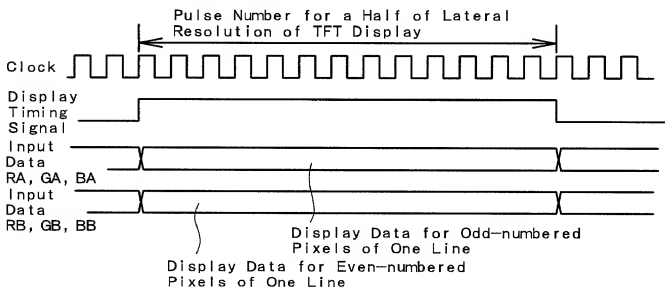 Pulse Number for a Half of Lateral
Resolution of TFT Display
Clock
Display
Timing
Signal
Input
Data
RA, GA, BA
Input
Data
RB, GB, BB
Display Data for Odd-numbered
Pixels of One Line
Display Data for Even-numbered
Pixels of One Line